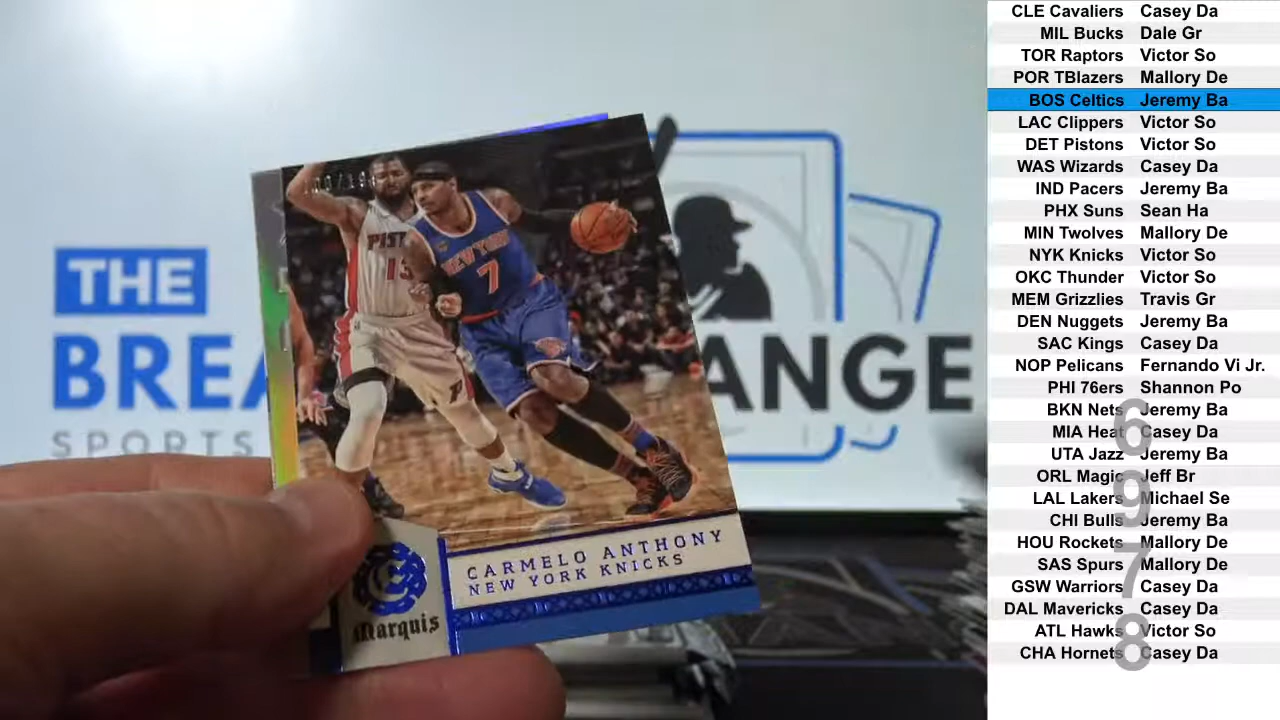 THE
BREA
ANGE
SPORTS
PIST
13
NEW YORK
7
CARMELO ANTHONY
NEW YORK KNICKS
Marquis
CLE Cavaliers Casey Da
MIL Bucks Dale Gr
TOR Raptors Victor So
POR TBlazers Mallory De
BOS Celtics Jeremy Ba
LAC Clippers Victor So
DET Pistons Victor So
WAS Wizards Casey Da
IND Pacers Jeremy Ba
PHX Suns Sean Ha
MIN Twolves Mallory De
NYK Knicks Victor So
OKC Thunder Victor So
MEM Grizzlies Travis Gr
DEN Nuggets Jeremy Ba
SAC Kings Casey Da
NOP Pelicans Fernando Vi Jr.
PHI 76ers Shannon Po
BKN Nets Jeremy Ba
MIA Heat Casey Da
UTA Jazz Jeremy Ba
ORL Magic Jeff Br
LAL Lakers Michael Se
CHI Bulls Jeremy Ba
HOU Rockets Mallory De
SAS Spurs Mallory De
GSW Warriors Casey Da
DAL Mavericks Casey Da
ATL Hawks Victor So
CHA Hornets Casey Da
6
9
7
8